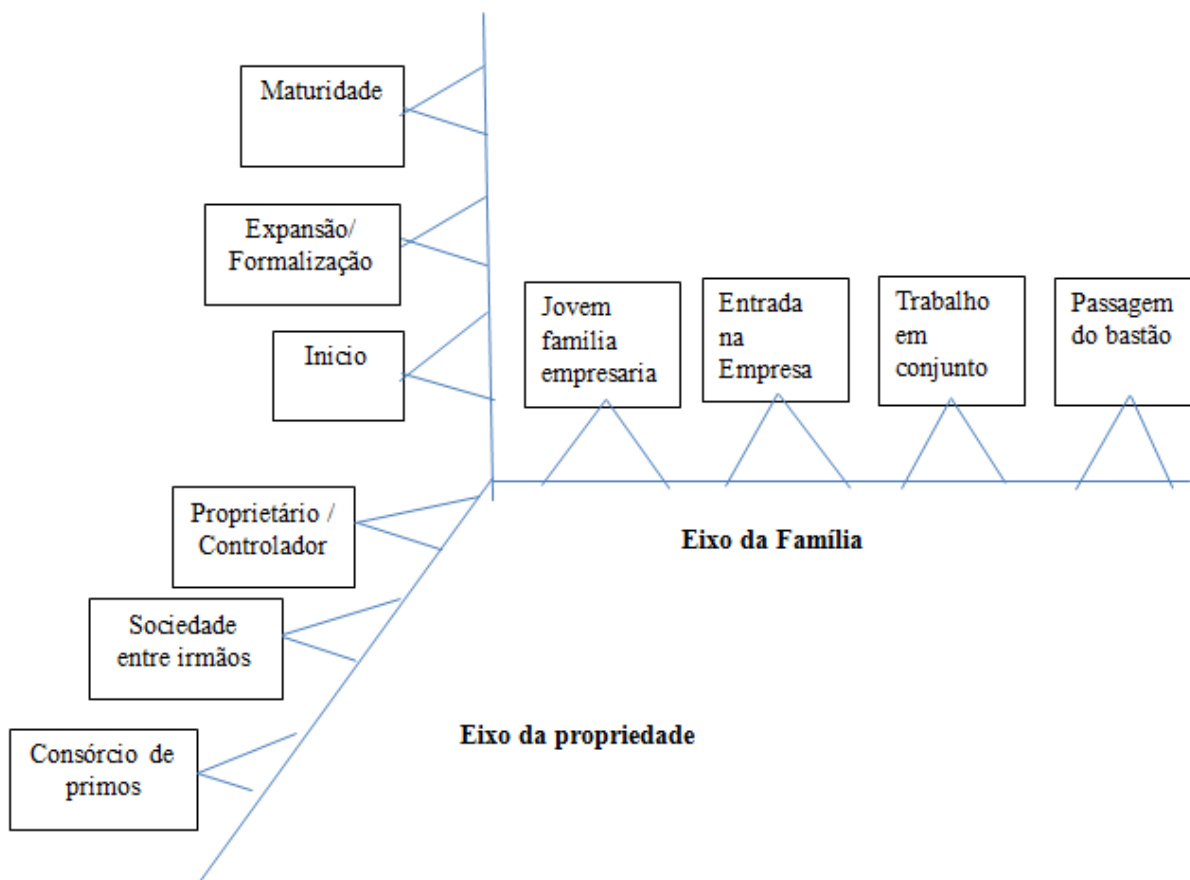 Maturidade
Expansão/
Formalização
Inicio
Jovem
família
empresaria
Entrada
na
Empresa
Trabalho
em
conjunto
Passagem
do bastão
Proprietário /
Controlador
Eixo da Família
Sociedade
entre irmãos
Eixo da propriedade
Consórcio de
primos